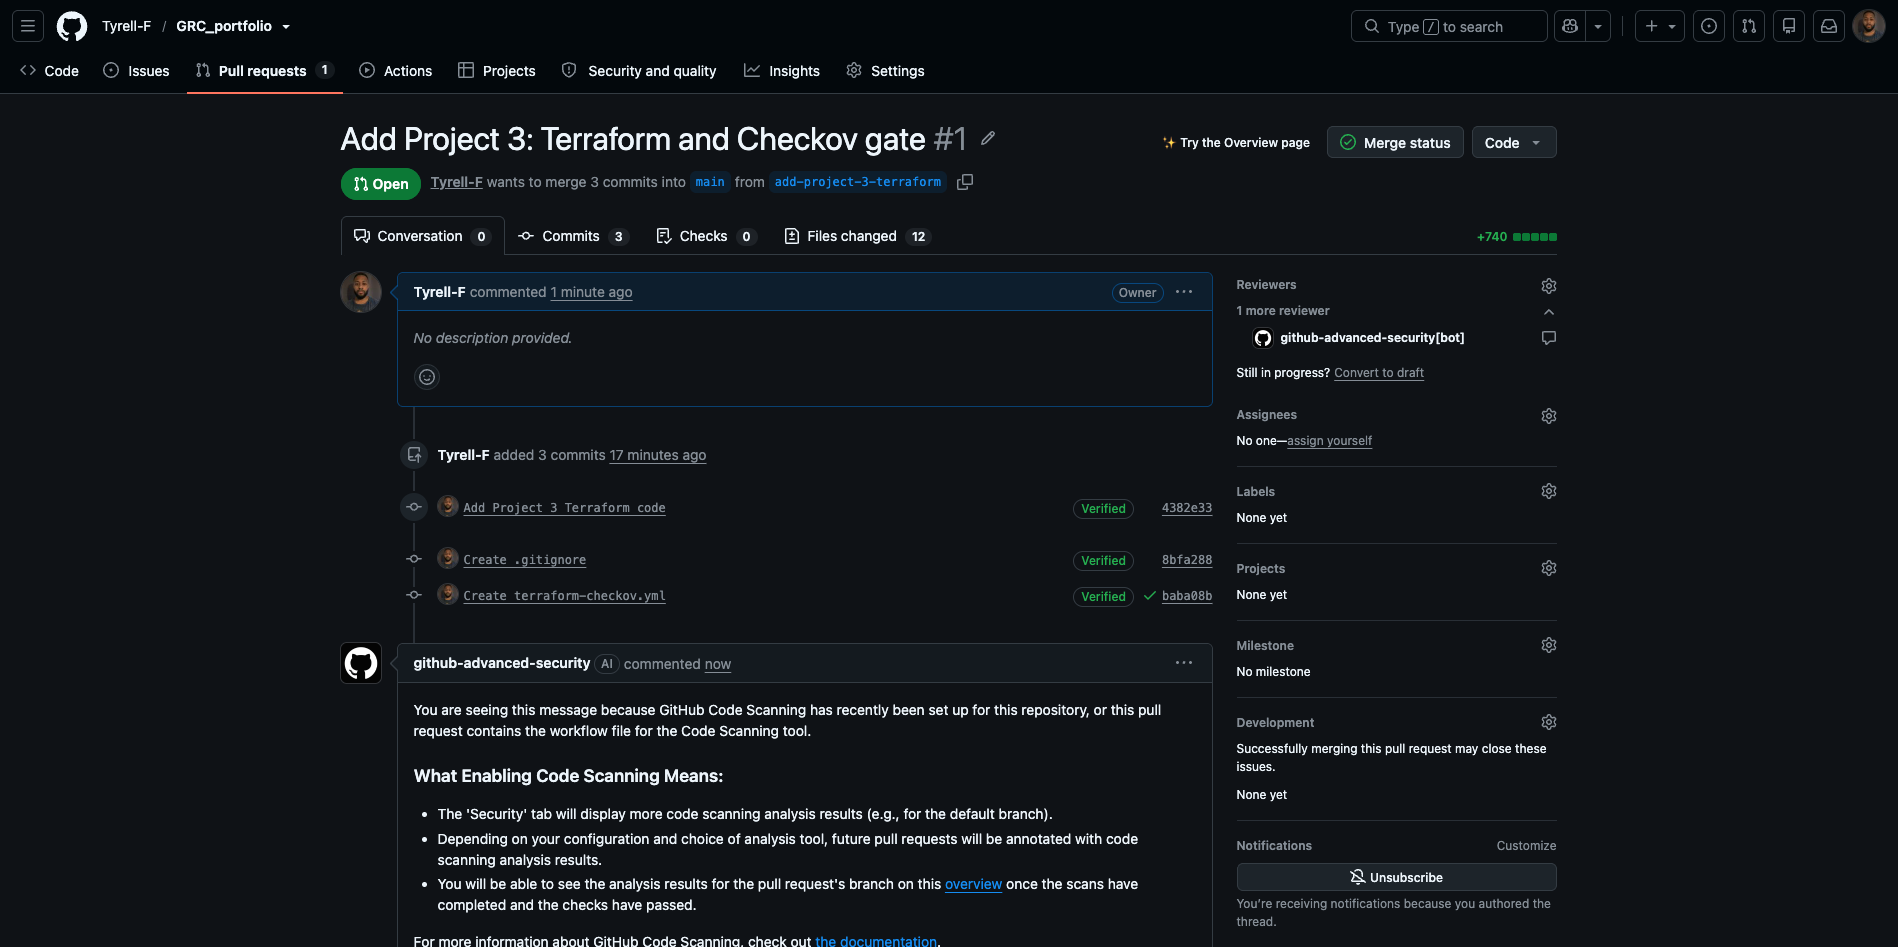 Tyrell-F / GRC_portfolio
Type / to search
Code
Issues
Pull requests 1
Actions
Projects
Security and quality
Insights
Settings
Add Project 3: Terraform and Checkov gate #1
Try the Overview page
Merge status
Code
Open
Tyrell-F wants to merge 3 commits into main from add-project-3-terraform
Conversation 0
Commits 3
Checks 0
Files changed 12
+740
Tyrell-F commented 1 minute ago
Owner
No description provided.
Tyrell-F added 3 commits 17 minutes ago
Add Project 3 Terraform code
Verified
4382e33
Create .gitignore
Verified
8bfa288
Create terraform-checkov.yml
Verified
baba08b
github-advanced-security AI commented now
You are seeing this message because GitHub Code Scanning has recently been set up for this repository, or this pull
request contains the workflow file for the Code Scanning tool.
What Enabling Code Scanning Means:
• The 'Security' tab will display more code scanning analysis results (e.g., for the default branch).
• Depending on your configuration and choice of analysis tool, future pull requests will be annotated with code
scanning analysis results.
• You will be able to see the analysis results for the pull request's branch on this overview once the scans have
completed and the checks have passed.
For more information about GitHub Code Scanning, check out the documentation.
Reviewers
1 more reviewer
github-advanced-security[bot]
Still in progress? Convert to draft
Assignees
No one—assign yourself
Labels
None yet
Projects
None yet
Milestone
No milestone
Development
Successfully merging this pull request may close these
issues.
None yet
Notifications
Customize
Unsubscribe
You're receiving notifications because you authored the
thread.